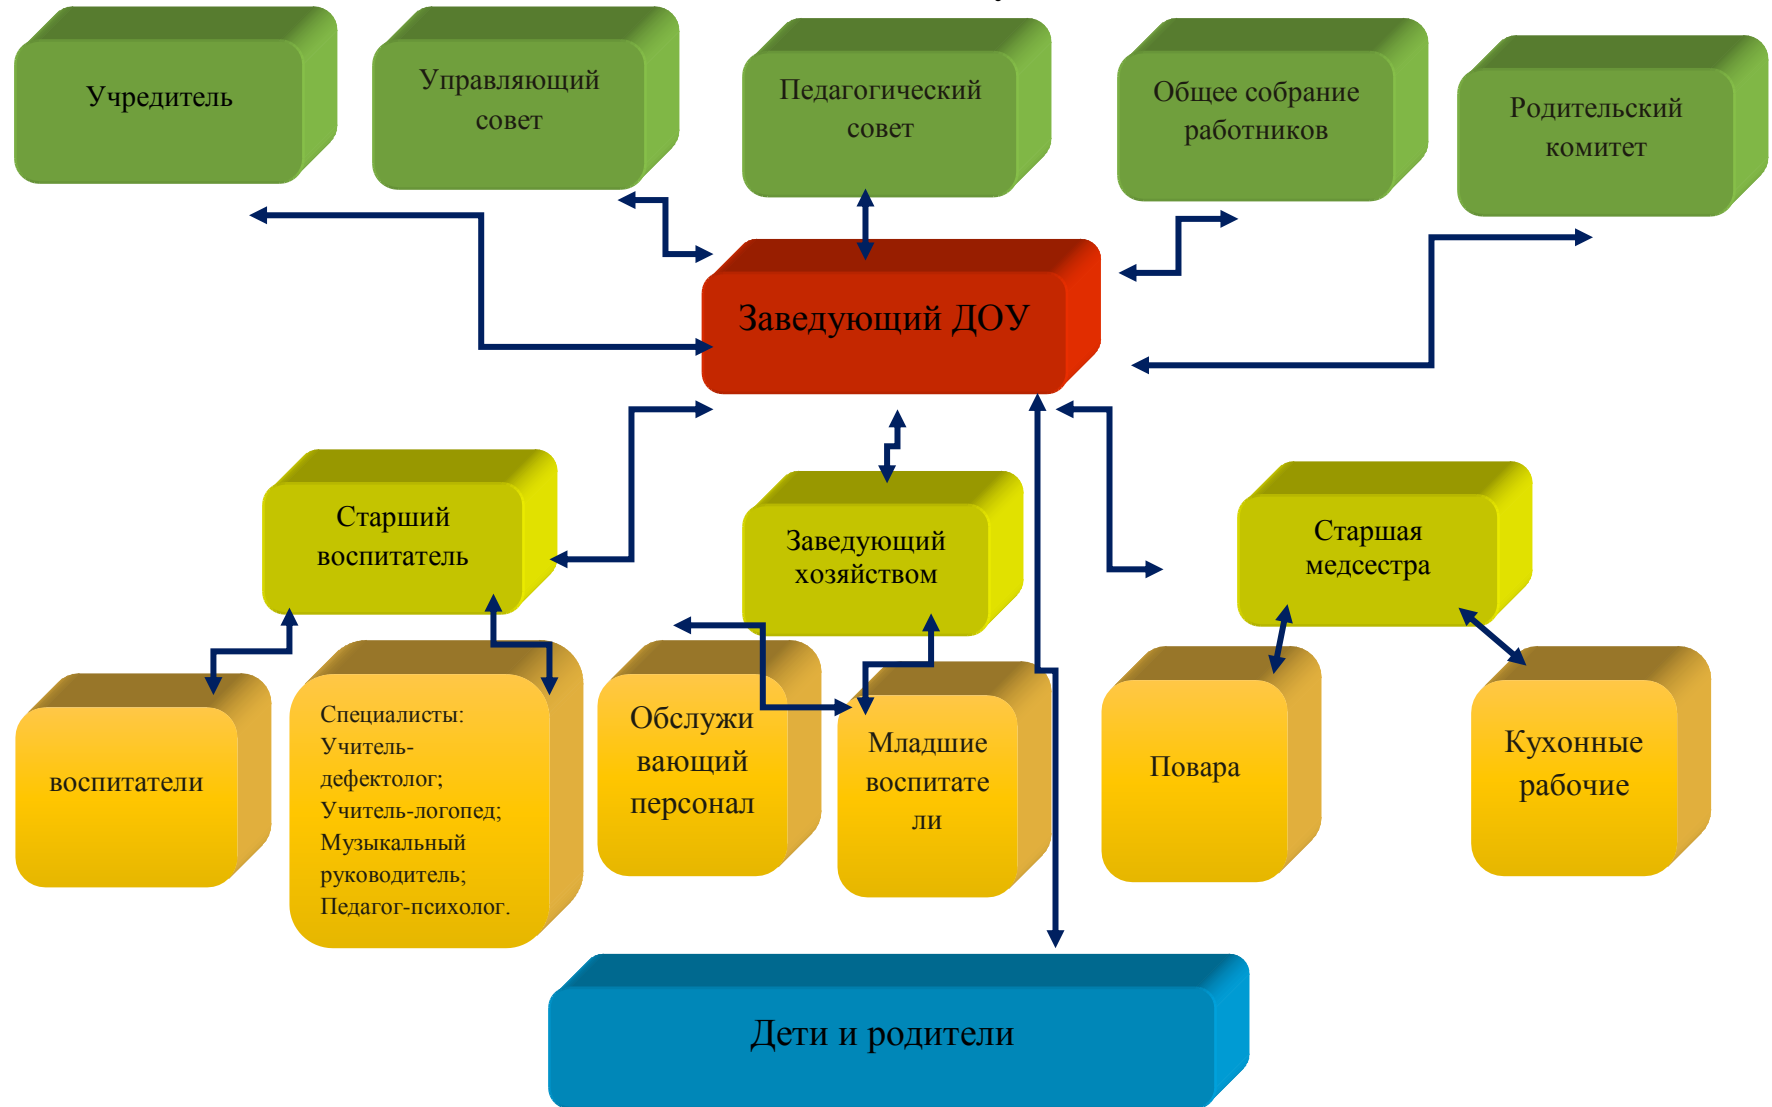 Учредитель
Управляющий
совет
Педагогический
совет
Общее собрание
работников
Родительский
комитет
Заведующий ДОУ
Старший
воспитатель
Заведующий
хозяйством
Старшая
медсестра
воспитатели
Специалисты:
Учитель-
дефектолог;
Учитель-логопед;
Музыкальный
руководитель;
Педагог-психолог.
Обслужи
вающий
персонал
Младшие
воспитате
ли
Повара
Кухонные
рабочие
Дети и родители